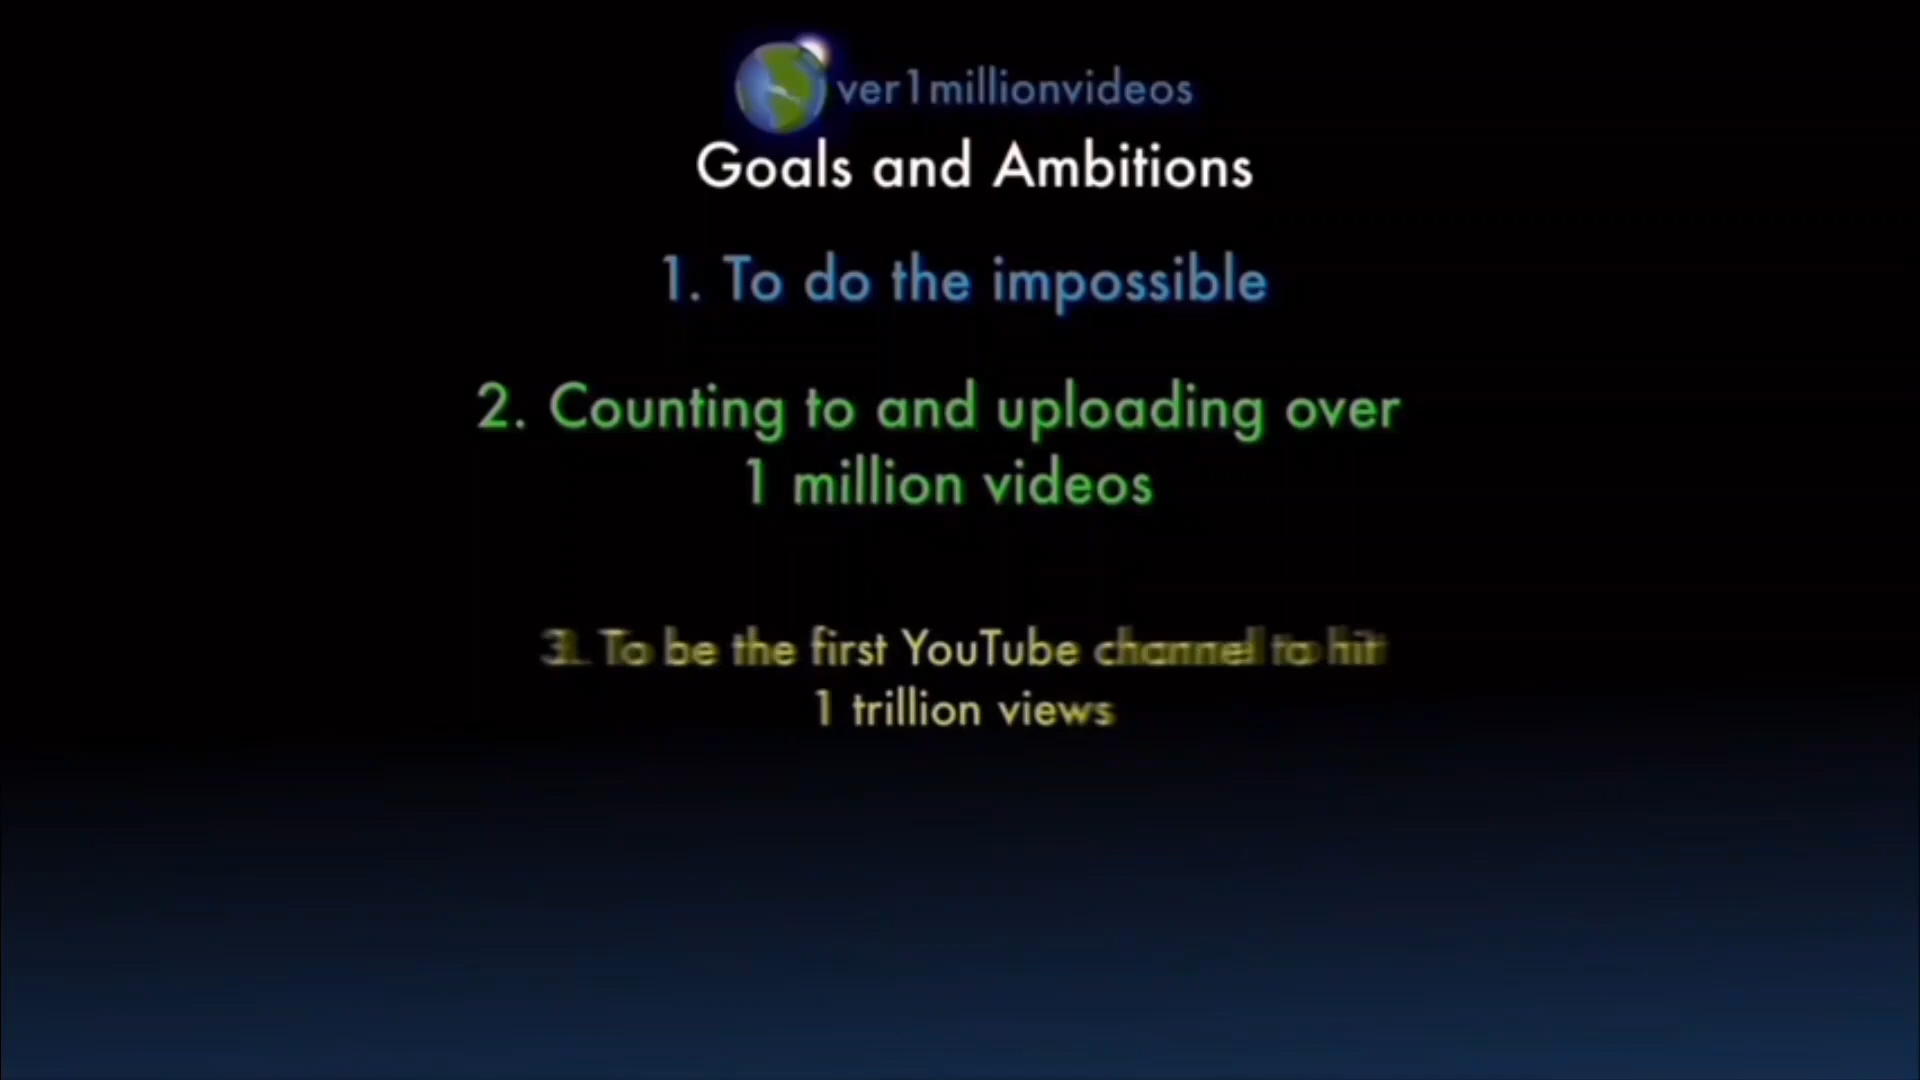 ver1millionvideos
Goals and Ambitions
1. To do the impossible
2. Counting to and uploading over
1 million videos
3. To be the first YouTube channel to hit
1 trillion views